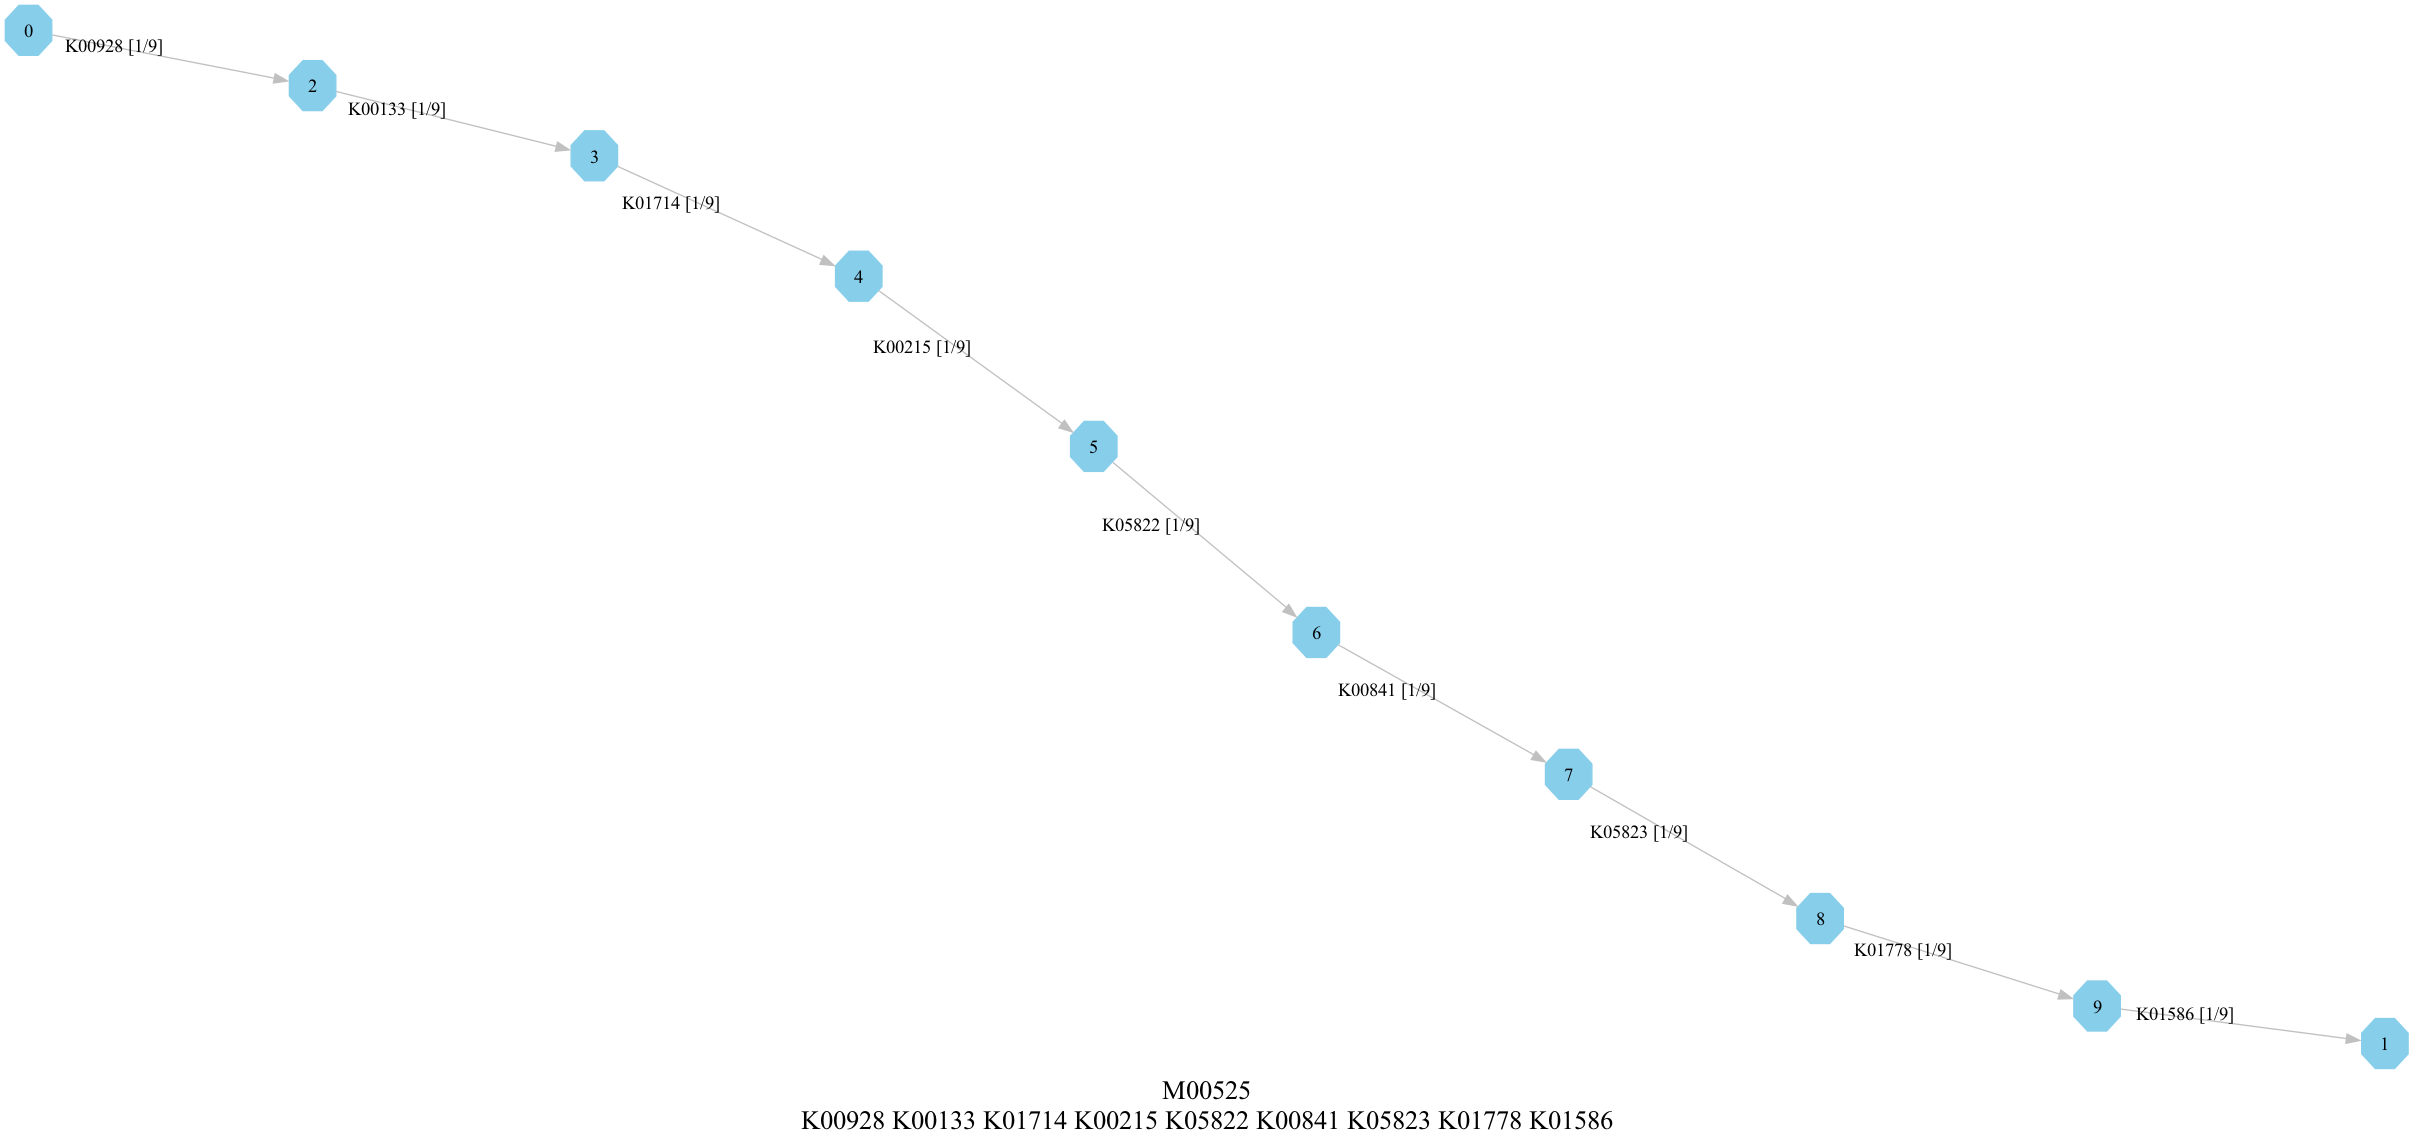 0
K00928 [1/9]
2
K00133 [1/9]
3
K01714 [1/9]
4
K00215 [1/9]
5
K05822 [1/9]
6
K00841 [1/9]
7
K05823 [1/9]
8
K01778 [1/9]
9
K01586 [1/9]
1
M00525
K00928 K00133 K01714 K00215 K05822 K00841 K05823 K01778 K01586